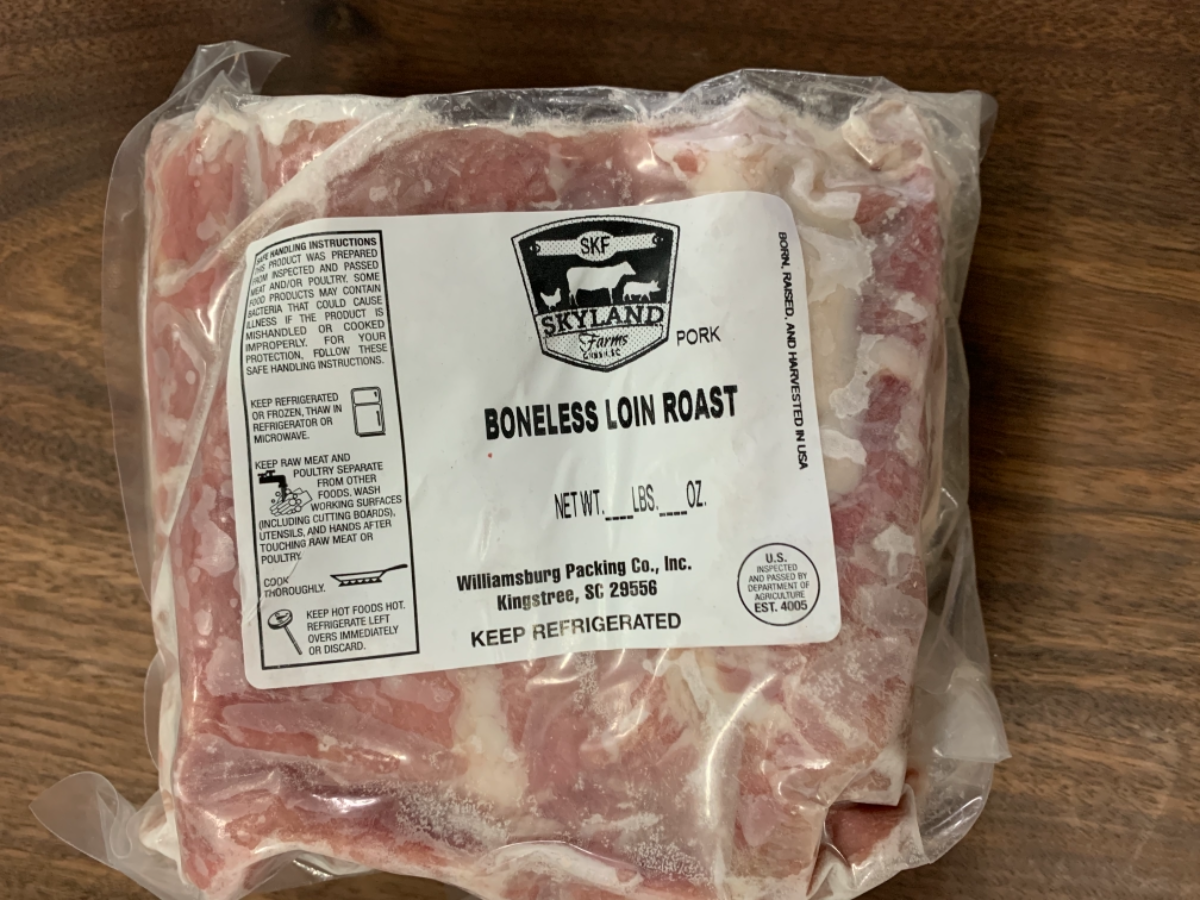 SAFE HANDLING INSTRUCTIONS
THIS PRODUCT WAS PREPARED
FROM INSPECTED AND PASSED
MEAT AND/OR POULTRY. SOME
FOOD PRODUCTS MAY CONTAIN
BACTERIA THAT COULD CAUSE
ILLNESS IF THE PRODUCT IS
MISHANDLED OR COOKED
IMPROPERLY. FOR YOUR
PROTECTION, FOLLOW THESE
SAFE HANDLING INSTRUCTIONS.
KEEP REFRIGERATED
OR FROZEN, THAW IN
REFRIGERATOR OR
MICROWAVE.
KEEP RAW MEAT AND
POULTRY SEPARATE
FROM OTHER
FOODS. WASH
WORKING SURFACES
(INCLUDING CUTTING BOARDS),
UTENSILS, AND HANDS AFTER
TOUCHING RAW MEAT OR
POULTRY.
COOK
THOROUGHLY.
KEEP HOT FOODS HOT.
REFRIGERATE LEFT
OVERS IMMEDIATELY
OR DISCARD.
SKF
SKYLAND
Farms
PORK
BONELESS LOIN ROAST
NET WT.____LBS.____OZ.
Williamsburg Packing Co., Inc.
Kingstree, SC 29556
KEEP REFRIGERATED
BORN, RAISED, AND HARVESTED IN USA
U.S.
INSPECTED
AND PASSED BY
DEPARTMENT OF
AGRICULTURE
EST. 4005